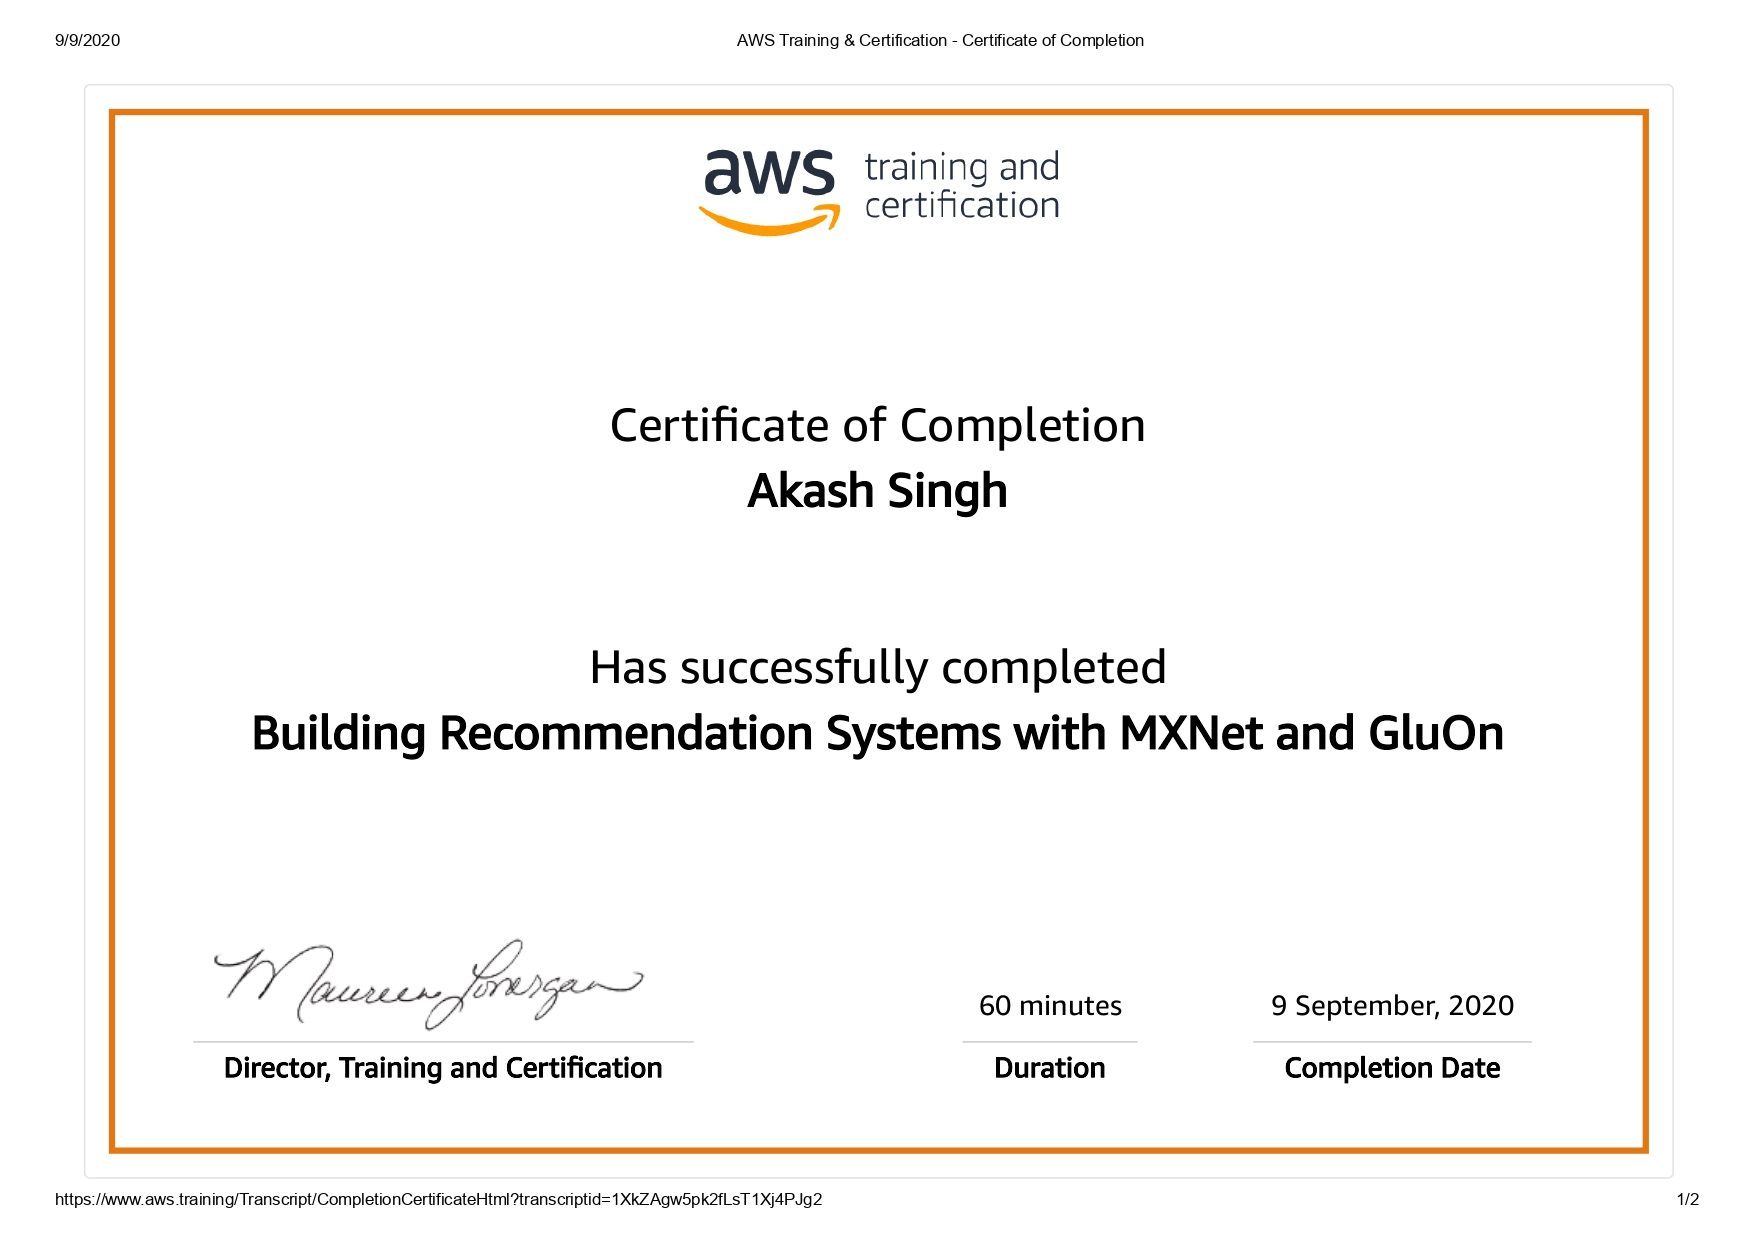 9/9/2020
AWS Training & Certification - Certificate of Completion
aws training and
certification
Certificate of Completion
Akash Singh
Has successfully completed
Building Recommendation Systems with MXNet and GluOn
Maureen Lonergan
60 minutes
9 September, 2020
Director, Training and Certification
Duration
Completion Date
https://www.aws.training/Transcript/CompletionCertificateHtml?transcriptid=1XkZAgw5pk2fLsT1Xj4PJg2
1/2